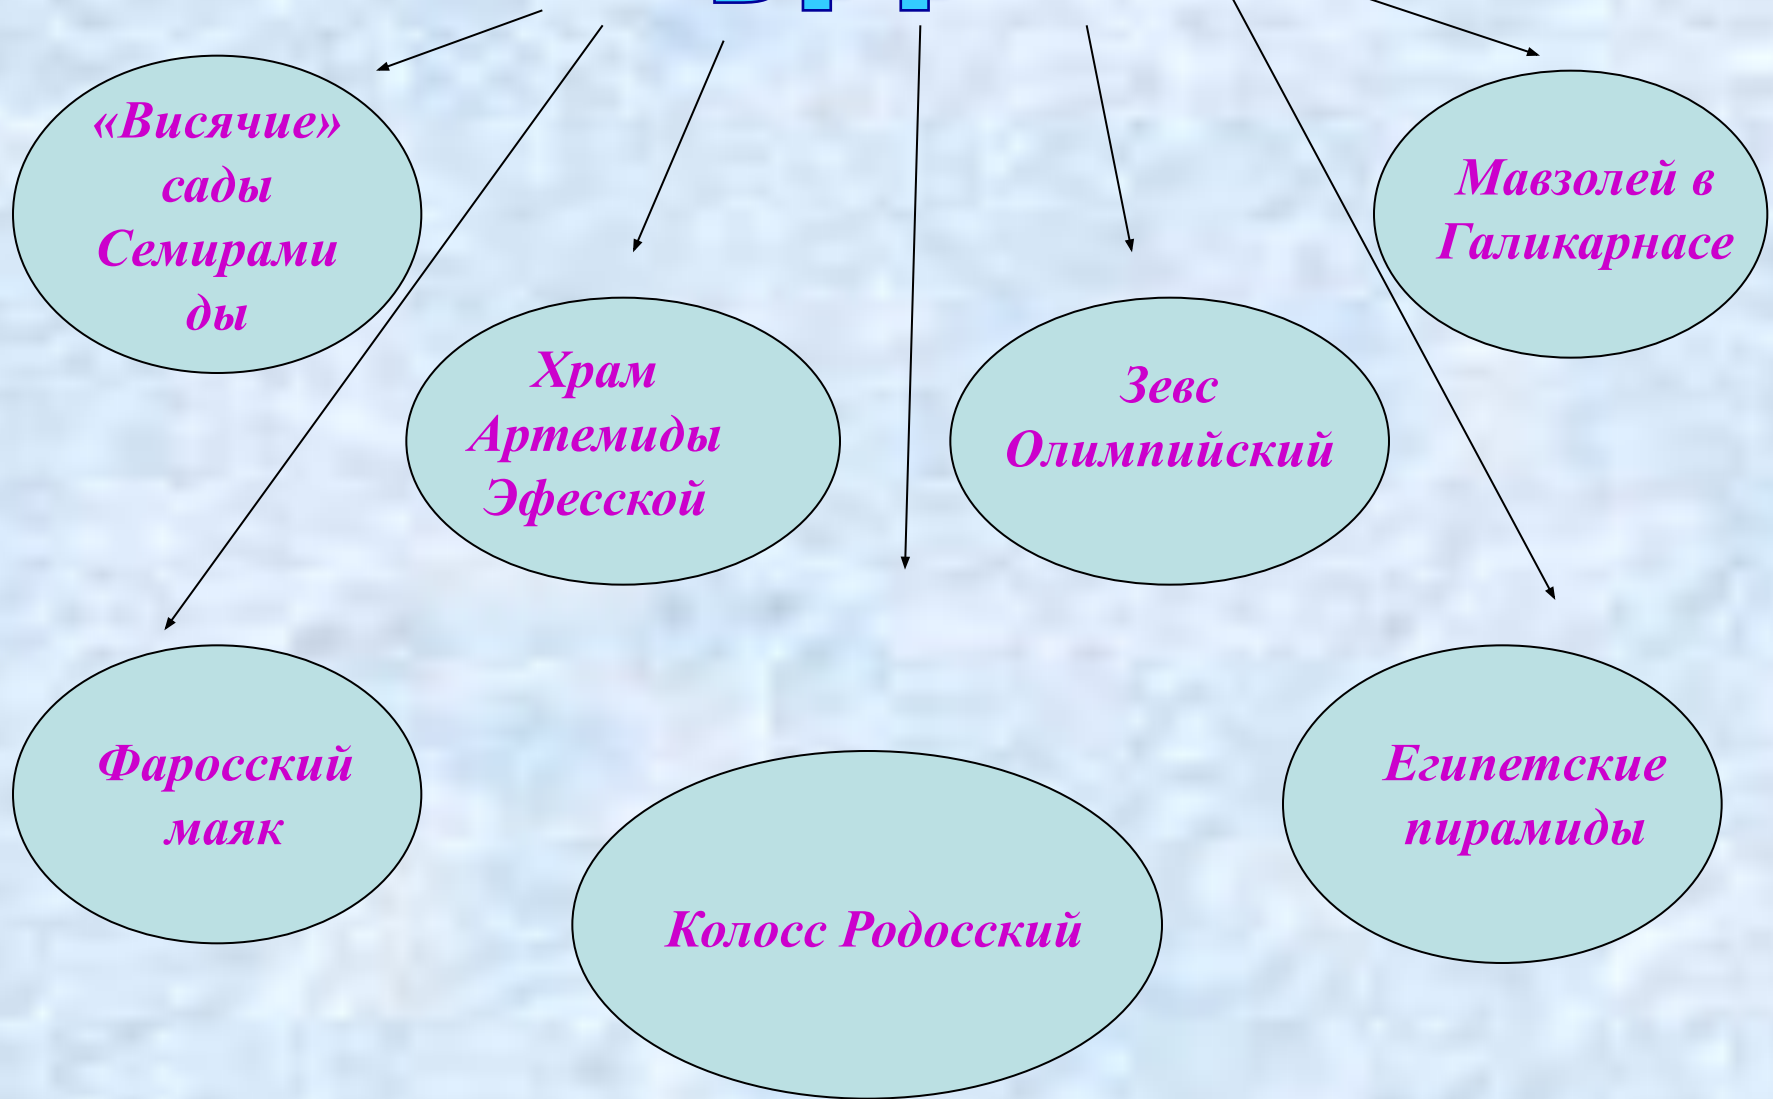 «Висячие»
сады
Семирами
ды
Мавзолей в
Галикарнасе
Храм
Артемиды
Эфесской
Зевс
Олимпийский
Фаросский
маяк
Египетские
пирамиды
Колосс Родосский